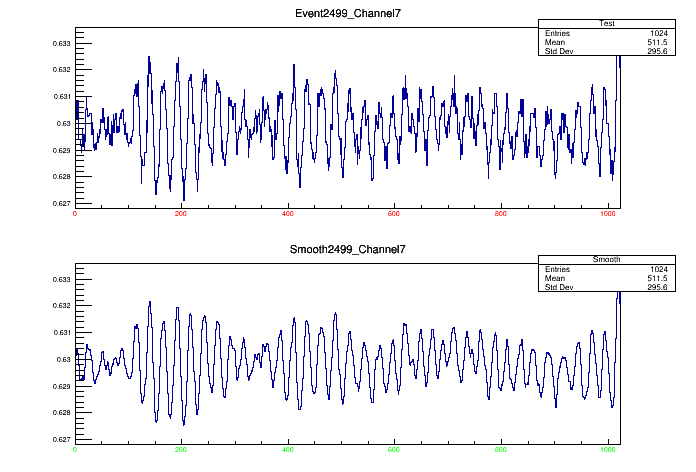 Event2499_Channel7
Test
Entries 1024
Mean 511.5
Std Dev 295.6
0.633
0.632
0.631
0.63
0.629
0.628
0.627
0 200 400 600 800 1000
Smooth2499_Channel7
Smooth
Entries 1024
Mean 511.5
Std Dev 295.6
0.633
0.632
0.631
0.63
0.629
0.628
0.627
0 200 400 600 800 1000